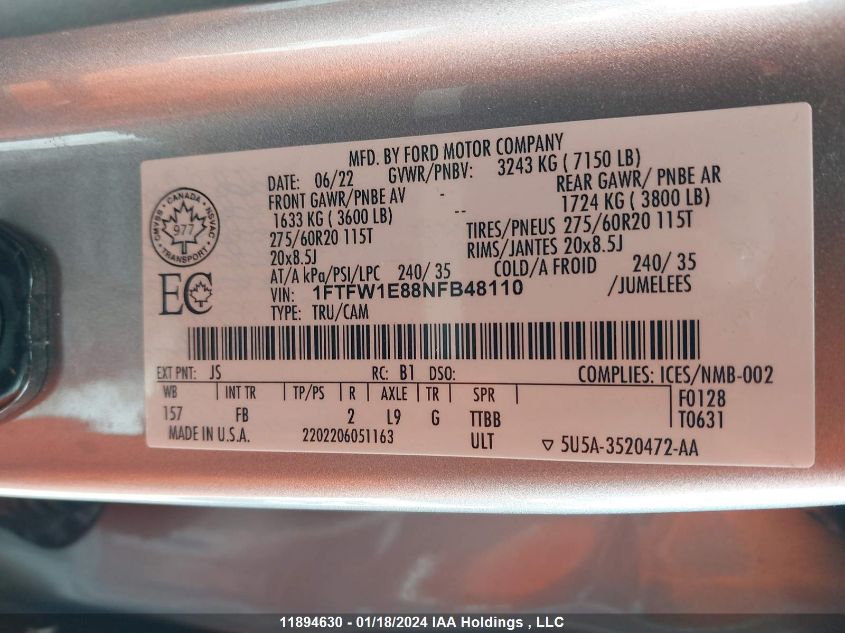 MFD. BY FORD MOTOR COMPANY
DATE: 06/22 GVWR/PNBV: 3243 KG ( 7150 LB)
FRONT GAWR/ PNBE AV - REAR GAWR/ PNBE AR
1633 KG ( 3600 LB) -- 1724 KG ( 3800 LB)
275/60R20 115T TIRES/PNEUS 275/60R20 115T
20x8.5J RIMS/JANTES 20x8.5J
AT/A kPa/PSI/LPC 240/ 35 COLD/A FROID 240/ 35
VIN: 1FTFW1E88NFB48110 /JUMELEES
TYPE: TRU/CAM
CANADA
CMVSS NSVAC
977
TRANSPORT
EC
EXT PNT: JS RC: B1 DSO: COMPLIES: ICES/NMB-002
WB INT TR TP/PS R AXLE TR SPR F0128
157 FB 2 L9 G TTBB T0631
MADE IN U.S.A. 2202206051163 ULT ▽ 5U5A-3520472-AA
11894630 - 01/18/2024 IAA Holdings , LLC